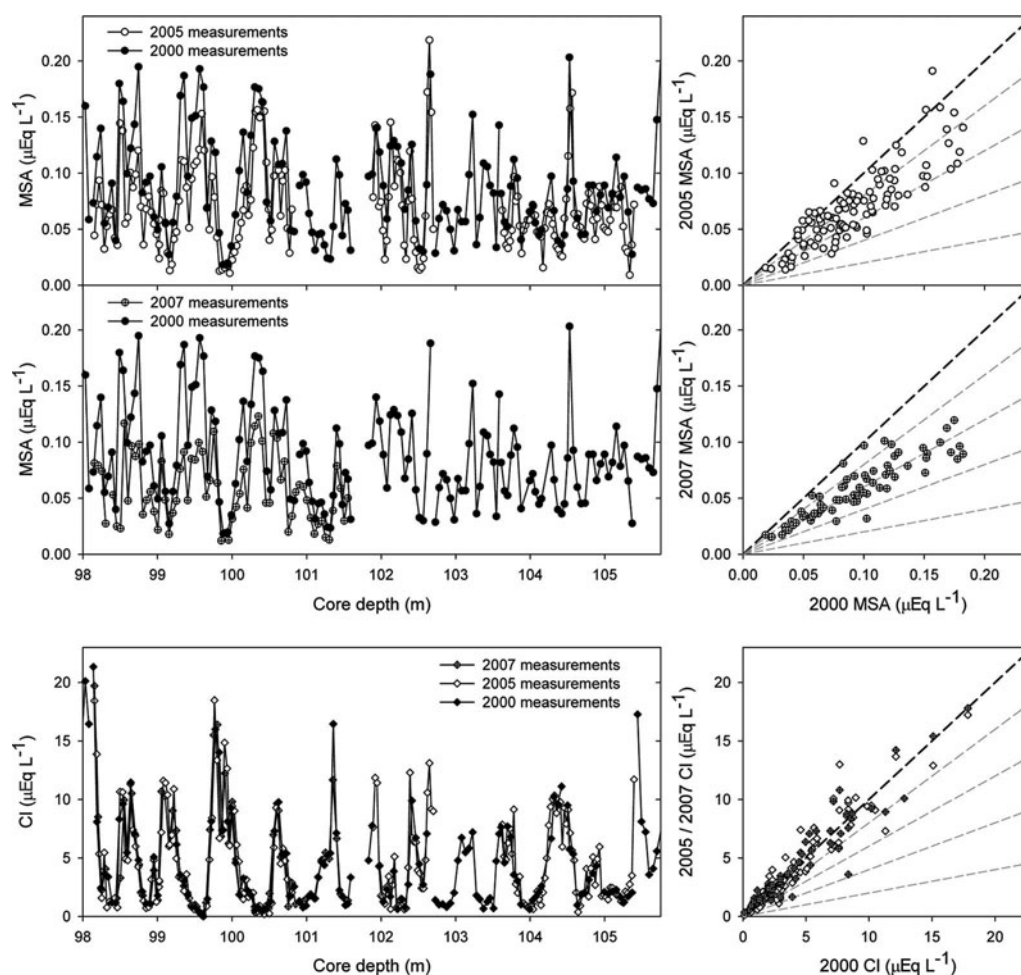 2005 measurements
2000 measurements
MSA (µEq L⁻¹)
0.20
0.15
0.10
0.05
0.00
2005 MSA (µEq L⁻¹)
0.20
0.15
0.10
0.05
0.00
2007 measurements
2000 measurements
MSA (µEq L⁻¹)
0.20
0.15
0.10
0.05
0.00
98 99 100 101 102 103 104 105
Core depth (m)
2007 MSA (µEq L⁻¹)
0.20
0.15
0.10
0.05
0.00
0.00 0.05 0.10 0.15 0.20
2000 MSA (µEq L⁻¹)
2007 measurements
2005 measurements
2000 measurements
Cl (µEq L⁻¹)
20
15
10
5
0
98 99 100 101 102 103 104 105
Core depth (m)
2005 / 2007 Cl (µEq L⁻¹)
20
15
10
5
0
0 5 10 15 20
2000 Cl (µEq L⁻¹)